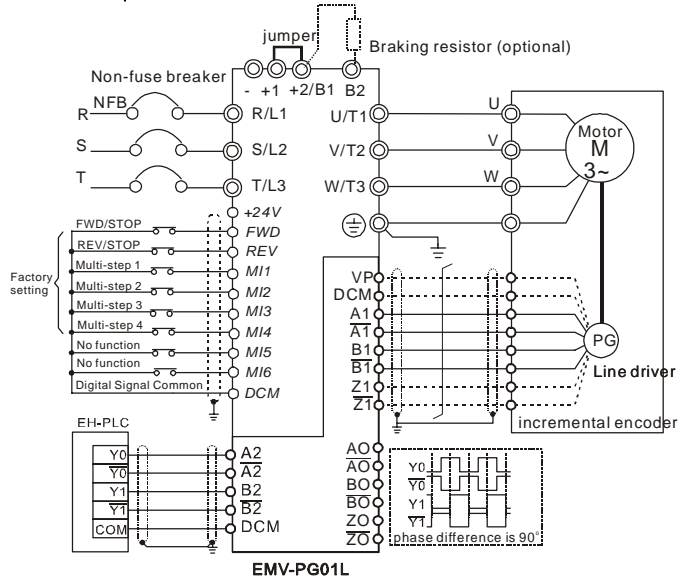 jumper
Braking resistor (optional)
Non-fuse breaker
- +1 +2/B1 B2
NFB
R R/L1 U/T1 U
S S/L2 V/T2 V
T T/L3 W/T3 W
Motor
M
3~
+24V
FWD/STOP FWD
REV/STOP REV
Multi-step 1 MI1
Multi-step 2 MI2
Multi-step 3 MI3
Multi-step 4 MI4
No function MI5
No function MI6
Digital Signal Common DCM
Factory
setting
VP
DCM
A1
A1
B1
B1
Z1
Z1
PG
Line driver
incremental encoder
EH-PLC
Y0 A2
Y0 A2
Y1 B2
Y1 B2
COM DCM
AO
AO
BO
BO
ZO
ZO
Y0
Y0
Y1
Y1
phase difference is 90°
EMV-PG01L